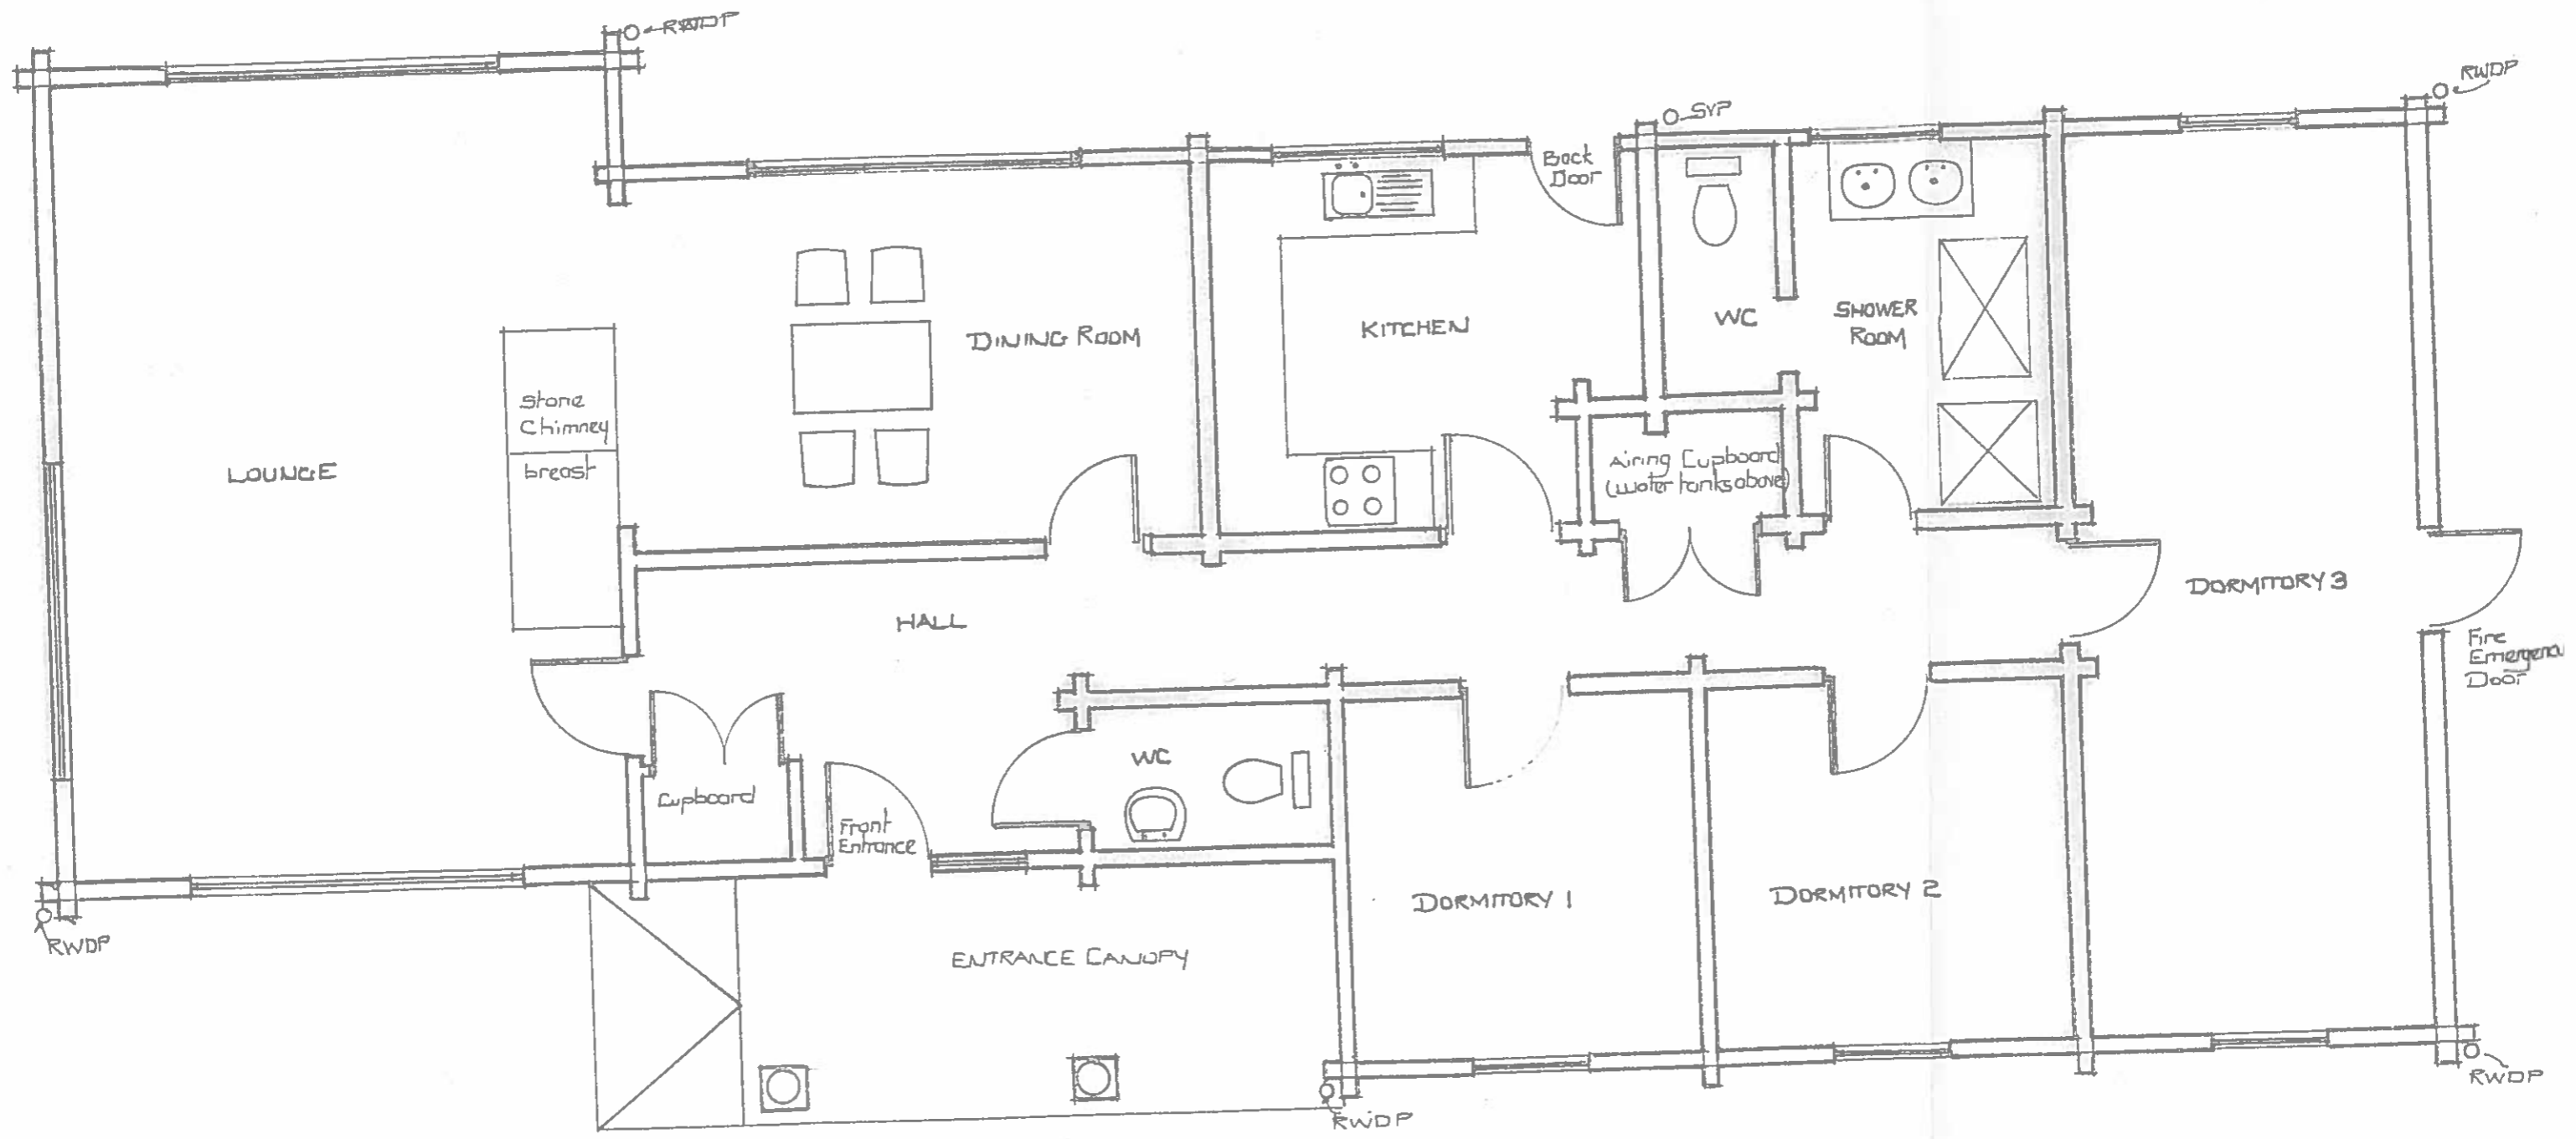 RWDP
RWDP
SVP
Back
Door
DINING ROOM
KITCHEN
WC
SHOWER
ROOM
Stone
Chimney
breast
LOUNGE
Airing Cupboard
(water tanks above)
DORMITORY 3
HALL
Fire
Emergency
Door
WC
Cupboard
Front
Entrance
DORMITORY 1
DORMITORY 2
RWDP
ENTRANCE CANOPY
RWDP
RWDP